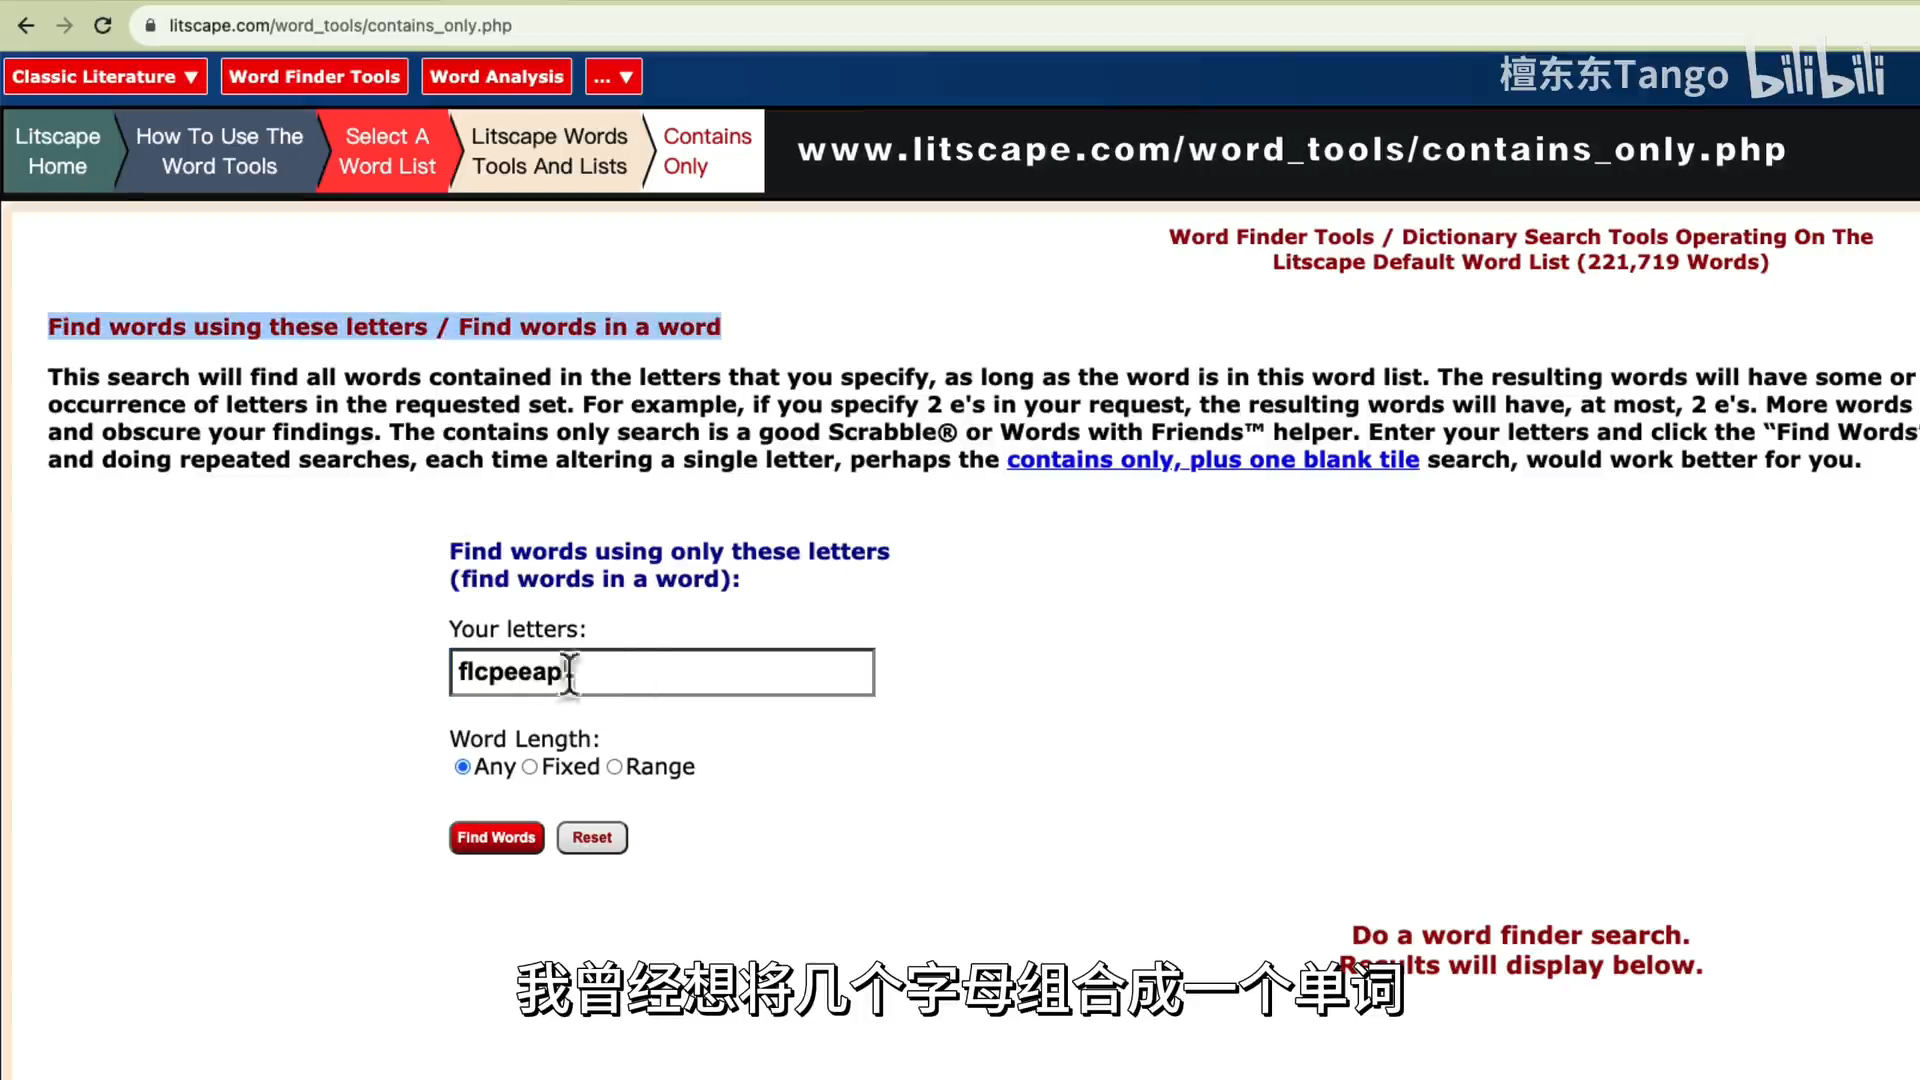 litscape.com/word_tools/contains_only.php
Classic Literature ▼ Word Finder Tools Word Analysis ... ▼
檀东东Tango bilibili
Litscape Home
How To Use The Word Tools
Select A Word List
Litscape Words Tools And Lists
Contains Only
www.litscape.com/word_tools/contains_only.php
Word Finder Tools / Dictionary Search Tools Operating On The
Litscape Default Word List (221,719 Words)
Find words using these letters / Find words in a word
This search will find all words contained in the letters that you specify, as long as the word is in this word list. The resulting words will have some or
occurrence of letters in the requested set. For example, if you specify 2 e's in your request, the resulting words will have, at most, 2 e's. More words
and obscure your findings. The contains only search is a good Scrabble® or Words with Friends™ helper. Enter your letters and click the “Find Words
and doing repeated searches, each time altering a single letter, perhaps the contains only, plus one blank tile search, would work better for you.
Find words using only these letters
(find words in a word):
Your letters:
flcpeeap
Word Length:
Any Fixed Range
Find Words Reset
Do a word finder search.
Results will display below.
我曾经想将几个字母组合成一个单词